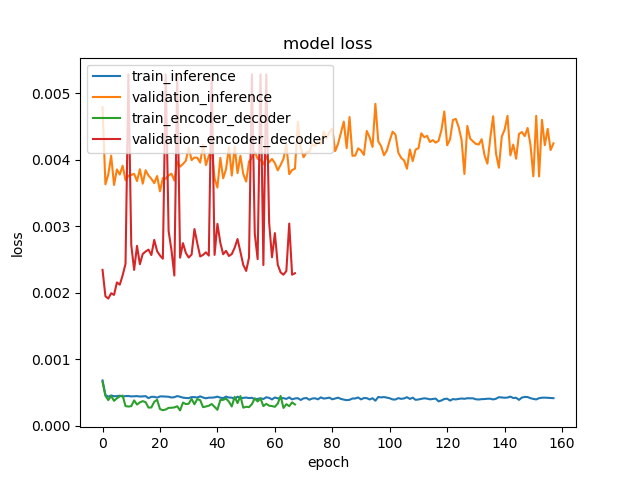 model loss
train_inference
validation_inference
train_encoder_decoder
validation_encoder_decoder
0.005
0.004
0.003
0.002
0.001
0.000
loss
0 20 40 60 80 100 120 140 160
epoch